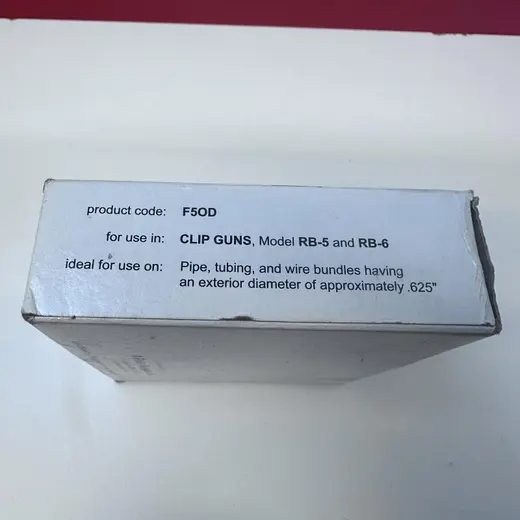 product code: F5OD
for use in: CLIP GUNS, Model RB-5 and RB-6
ideal for use on: Pipe, tubing, and wire bundles having
an exterior diameter of approximately .625"